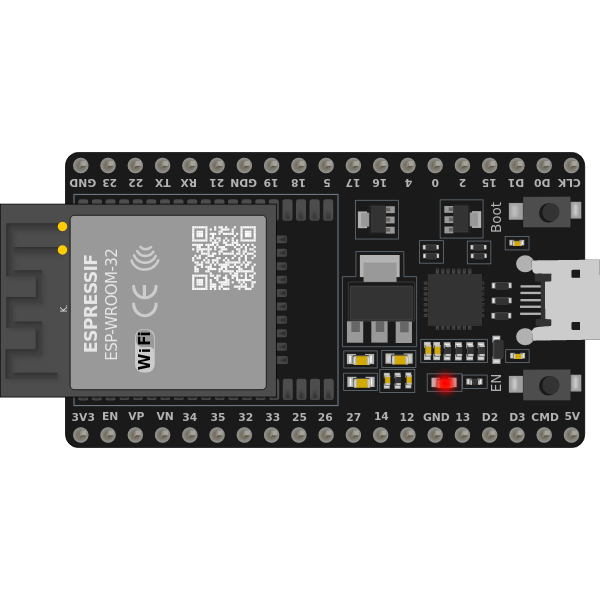 GND 23 22 TX RX 21 GND 19 18 5 17 16 4 0 2 15 D1 D0 CLK
Boot
K.
ESPRESSIF
ESP-WROOM-32
CE
WiFi
EN
3V3 EN VP VN 34 35 32 33 25 26 27 14 12 GND 13 D2 D3 CMD 5V